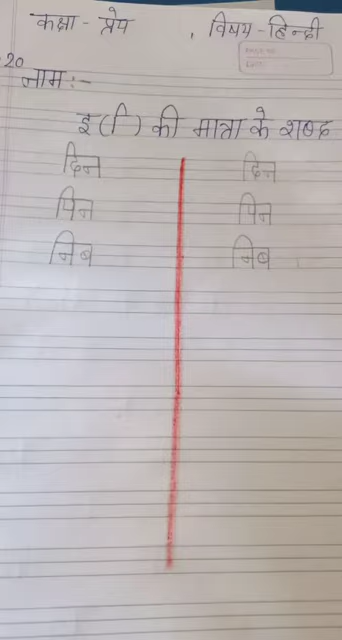 कक्षा - प्रेप , विषय - हिन्दी
20
नाम :-
इ ( ि ) की मात्रा के शब्द
दिन दिन
पिन पिन
निब निब